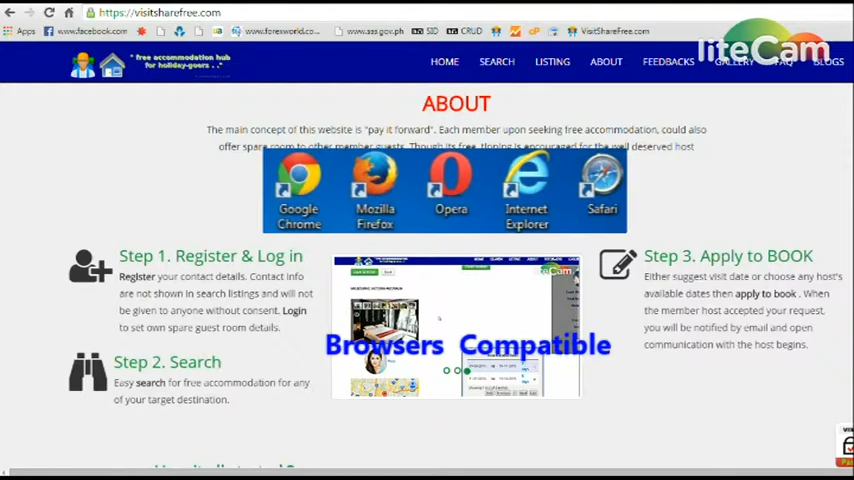 https://visitsharefree.com
Apps www.facebook.com www.foresworld.co... www.sss.gov.ph SID CRUD VisitShareFree.com
liteCam
" free accommodation hub
for holiday-goers . ."
HOME SEARCH LISTING ABOUT FEEDBACKS GALLERY FAQ BLOGS
ABOUT
The main concept of this website is "pay it forward". Each member upon seeking free accommodation, could also
offer spare room to other member guests. Though its free, tipping is encouraged for the well deserved host
Google
Chrome
Mozilla
Firefox
Opera
Internet
Explorer
Safari
Step 1. Register & Log in
Register your contact details. Contact info
are not shown in search listings and will not
be given to anyone without consent. Login
to set own spare guest room details.
Step 2. Search
Easy search for free accommodation for any
of your target destination.
Browsers Compatible
Step 3. Apply to BOOK
Either suggest visit date or choose any host's
available dates then apply to book . When
the member host accepted your request,
you will be notified by email and open
communication with the host begins.